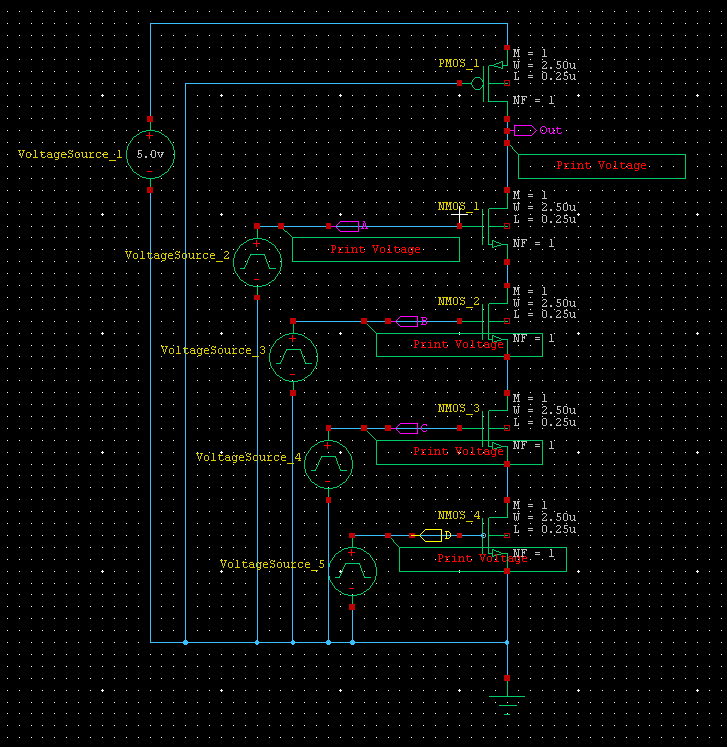 M = 1
PMOS_1
W = 2.50u
L = 0.25u
NF = 1
Out
VoltageSource_1
5.0v
Print Voltage
M = 1
NMOS_1
W = 2.50u
L = 0.25u
A
NF = 1
Print Voltage
VoltageSource_2
M = 1
NMOS_2
W = 2.50u
L = 0.25u
B
NF = 1
Print Voltage
VoltageSource_3
M = 1
NMOS_3
W = 2.50u
L = 0.25u
C
NF = 1
Print Voltage
VoltageSource_4
M = 1
NMOS_4
W = 2.50u
L = 0.25u
D
NF = 1
Print Voltage
VoltageSource_5